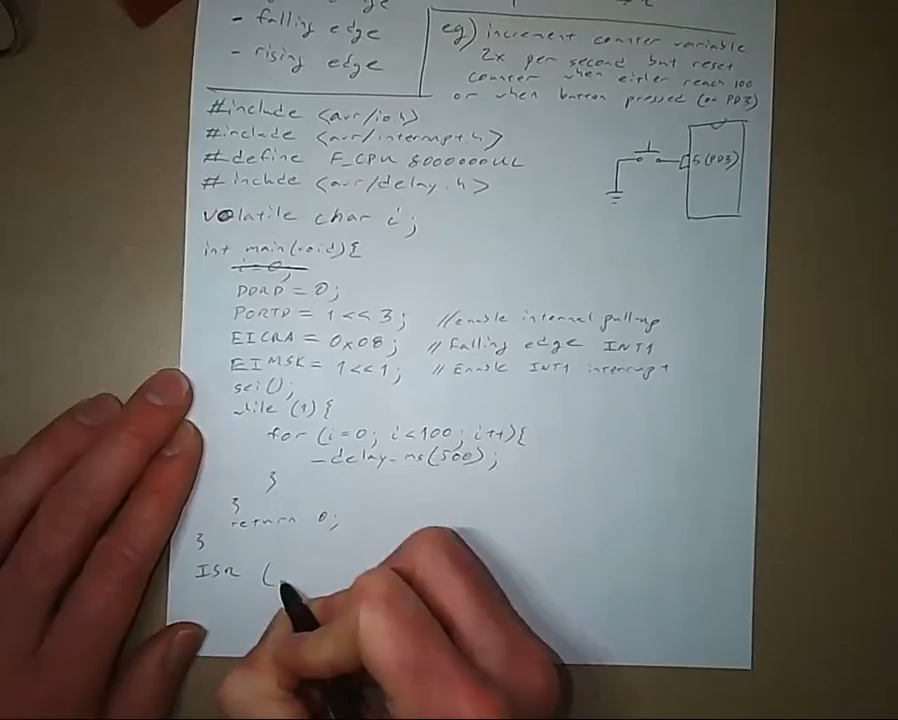 - falling edge
- rising edge
eg) increment counter variable
2x per second but reset
counter when either reach 100
or when button pressed (on PD3)
#include <avr/io.h>
#include <avr/interrupt.h>
#define F_CPU 8000000UL
#include <avr/delay.h>
5 (PD3)
volatile char i;
int main(void){
i=0;
DDRD = 0;
PORTD = 1<<3; //enable internal pull-up
EICRA = 0x08; // Falling edge INT1
EIMSK = 1<<1; // Enable INT1 interrupt
sei();
while (1) {
for (i=0; i<100; i++){
_delay_ms(500);
}
}
return 0;
}
ISR (